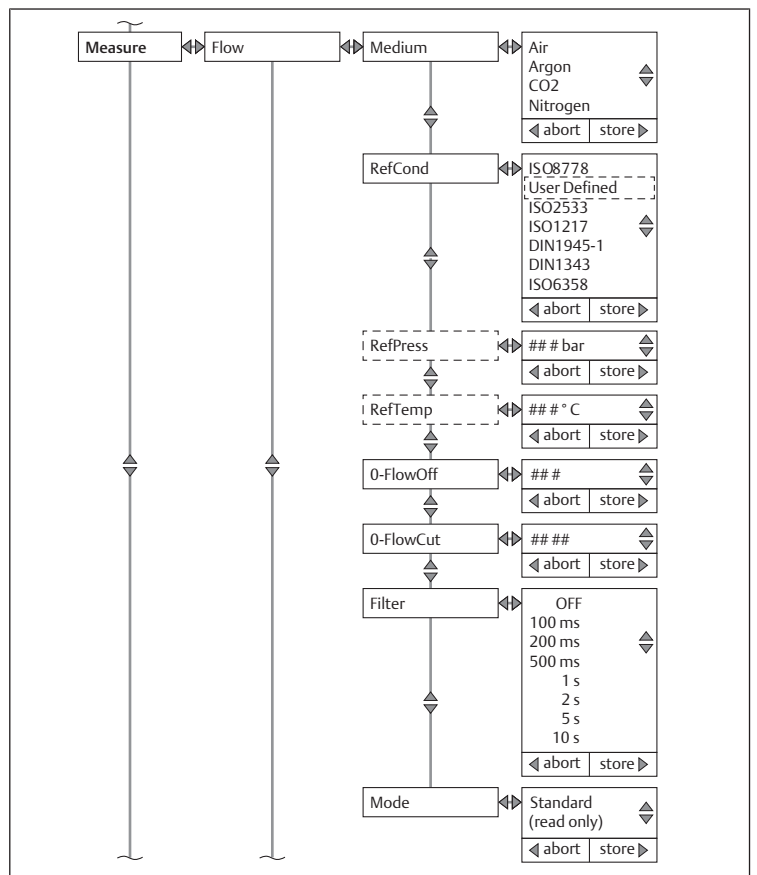 Measure
Flow
Medium
Air
Argon
CO2
Nitrogen
abort store
RefCond
ISO8778
User Defined
ISO2533
ISO1217
DIN1945-1
DIN1343
ISO6358
abort store
RefPress
### bar
abort store
RefTemp
###°C
abort store
0-FlowOff
###
abort store
0-FlowCut
####
abort store
Filter
OFF
100 ms
200 ms
500 ms
1 s
2 s
5 s
10 s
abort store
Mode
Standard
(read only)
abort store